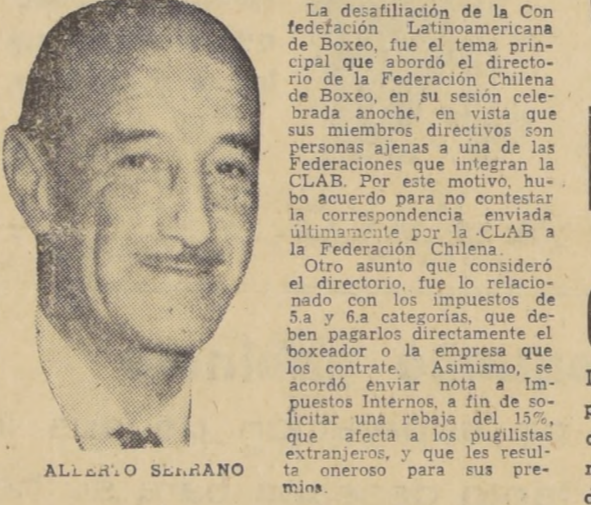 La desafiliación de la Con
federación Latinoamericana
de Boxeo, fue el tema prin-
cipal que abordó el directo-
rio de la Federación Chilena
de Boxeo, en su sesión cele-
brada anoche, en vista que
sus miembros directivos son
personas ajenas a una de las
Federaciones que integran la
CLAB. Por este motivo, hu-
bo acuerdo para no contestar
la correspondencia enviada
últimamente por la CLAB a
la Federación Chilena.
Otro asunto que consideró
el directorio, fue lo relacio-
nado con los impuestos de
5.a y 6.a categorías, que de-
ben pagarlos directamente el
boxeador o la empresa que
los contrate. Asimismo, se
acordó enviar nota a Im-
puestos Internos, a fin de so-
licitar una rebaja del 15%,
que afecta a los pugilistas
extranjeros, y que les resul-
ta oneroso para sus pre-
mios.
ALBERTO SERRANO